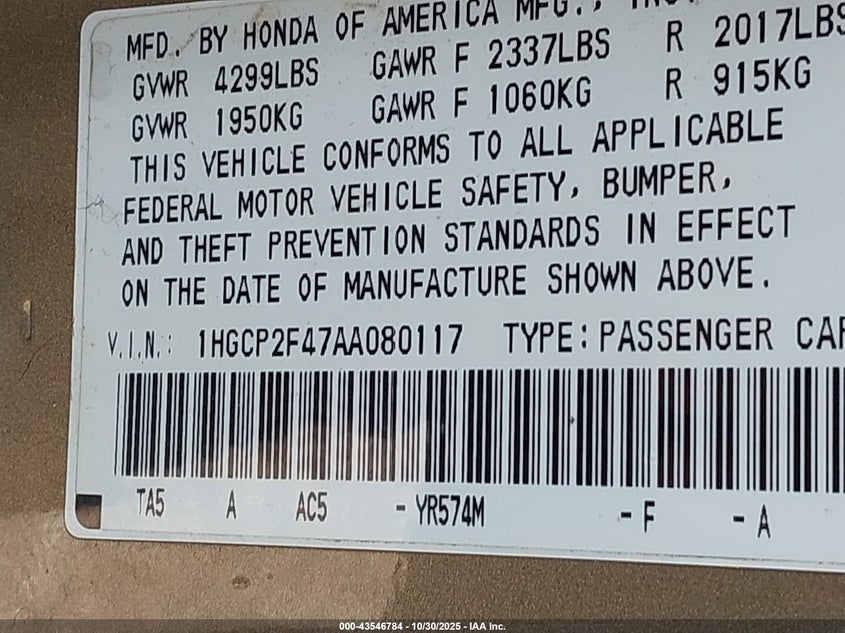 MFD. BY HONDA OF AMERICA MFG., INC.
GVWR 4299LBS GAWR F 2337LBS R 2017LBS
GVWR 1950KG GAWR F 1060KG R 915KG
THIS VEHICLE CONFORMS TO ALL APPLICABLE
FEDERAL MOTOR VEHICLE SAFETY, BUMPER,
AND THEFT PREVENTION STANDARDS IN EFFECT
ON THE DATE OF MANUFACTURE SHOWN ABOVE.
V.I.N.: 1HGCP2F47AA080117 TYPE: PASSENGER CAR
TA5 A AC5 - YR574M - F - A
000-43546784 - 10/30/2025 - IAA Inc.